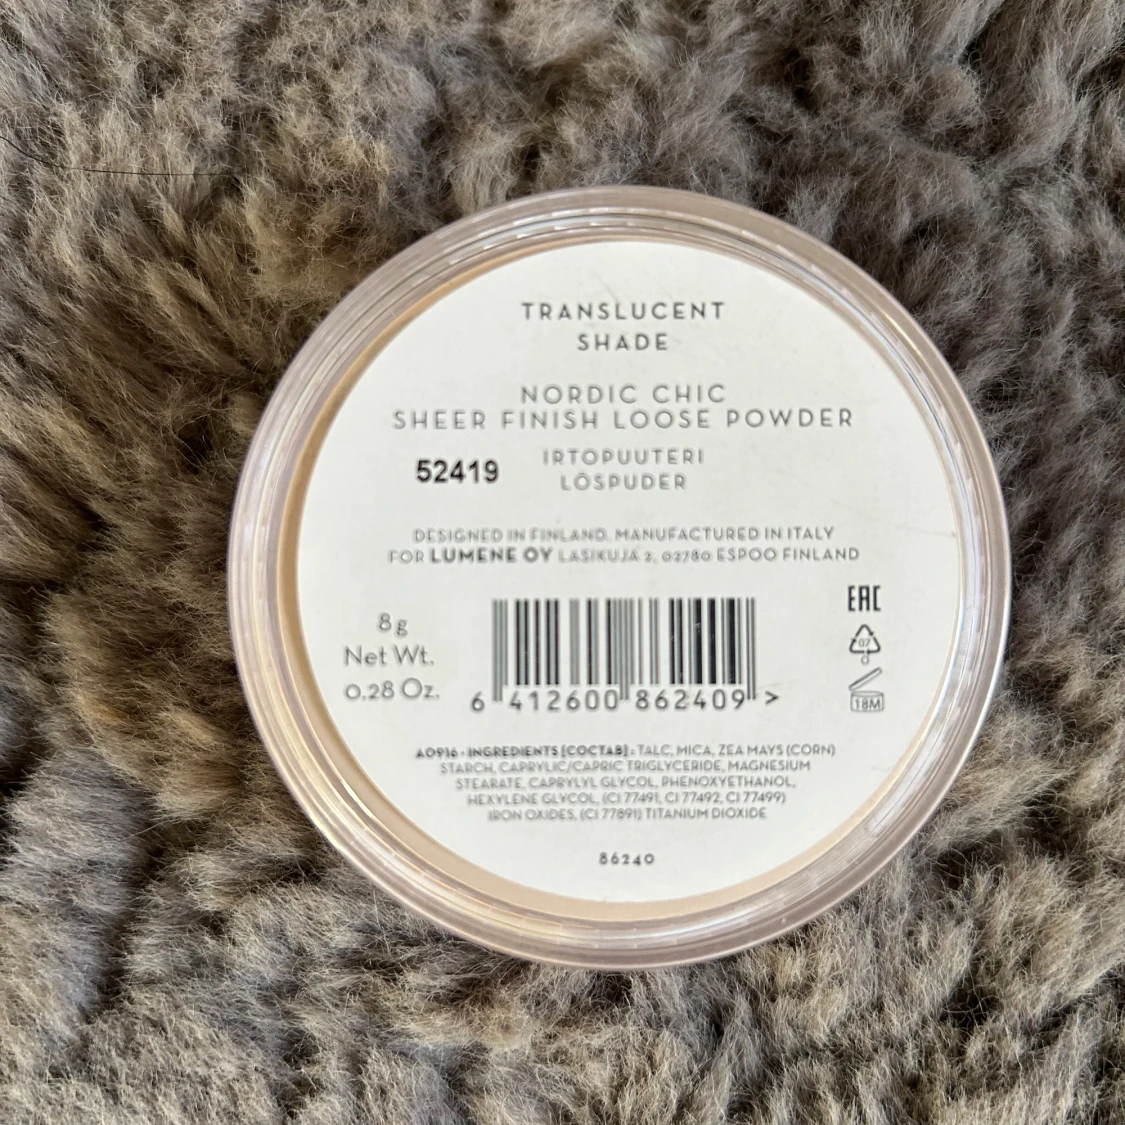 TRANSLUCENT
SHADE
NORDIC CHIC
SHEER FINISH LOOSE POWDER
52419
IRTOPUUTERI
LÖSPUDER
DESIGNED IN FINLAND. MANUFACTURED IN ITALY
FOR LUMENE OY LASIKUJA 2, 02780 ESPOO FINLAND
8g
Net Wt.
0.28 Oz.
6 412600 862409 >
EAC
07
18M
A0916 - INGREDIENTS [СОСТАВ] : TALC, MICA, ZEA MAYS (CORN)
STARCH, CAPRYLIC/CAPRIC TRIGLYCERIDE, MAGNESIUM
STEARATE, CAPRYLYL GLYCOL, PHENOXYETHANOL,
HEXYLENE GLYCOL, (CI 77491, CI 77492, CI 77499)
IRON OXIDES, (CI 77891) TITANIUM DIOXIDE
86240